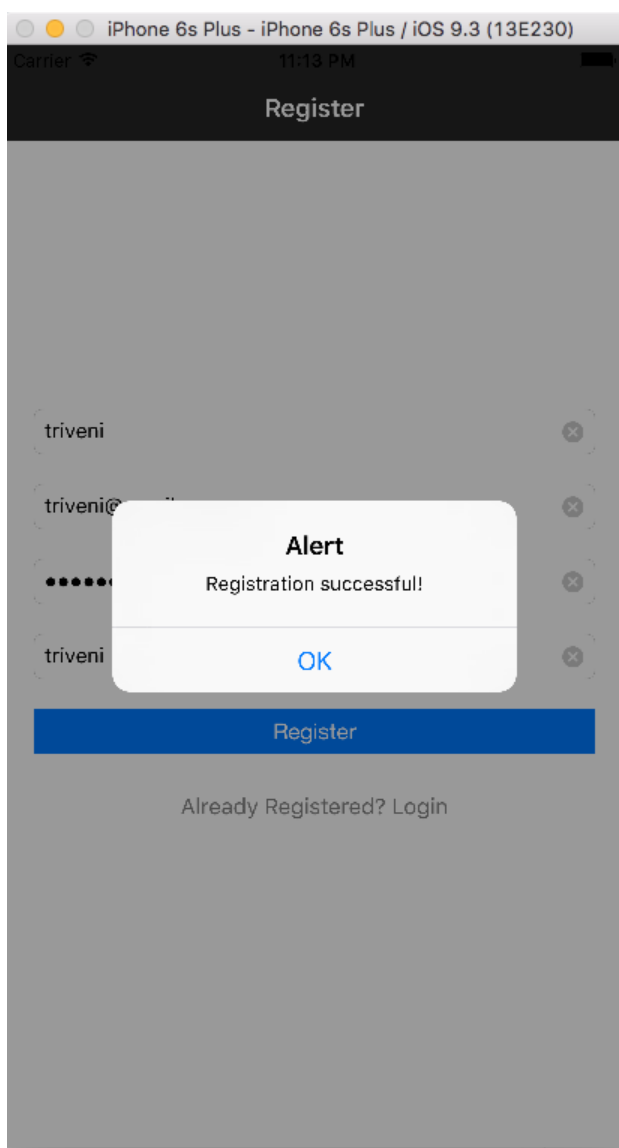 iPhone 6s Plus - iPhone 6s Plus / iOS 9.3 (13E230)
Carrier 11:13 PM
Register
triveni
triveni@
Alert
Registration successful!
••••••
triveni
OK
Register
Already Registered? Login